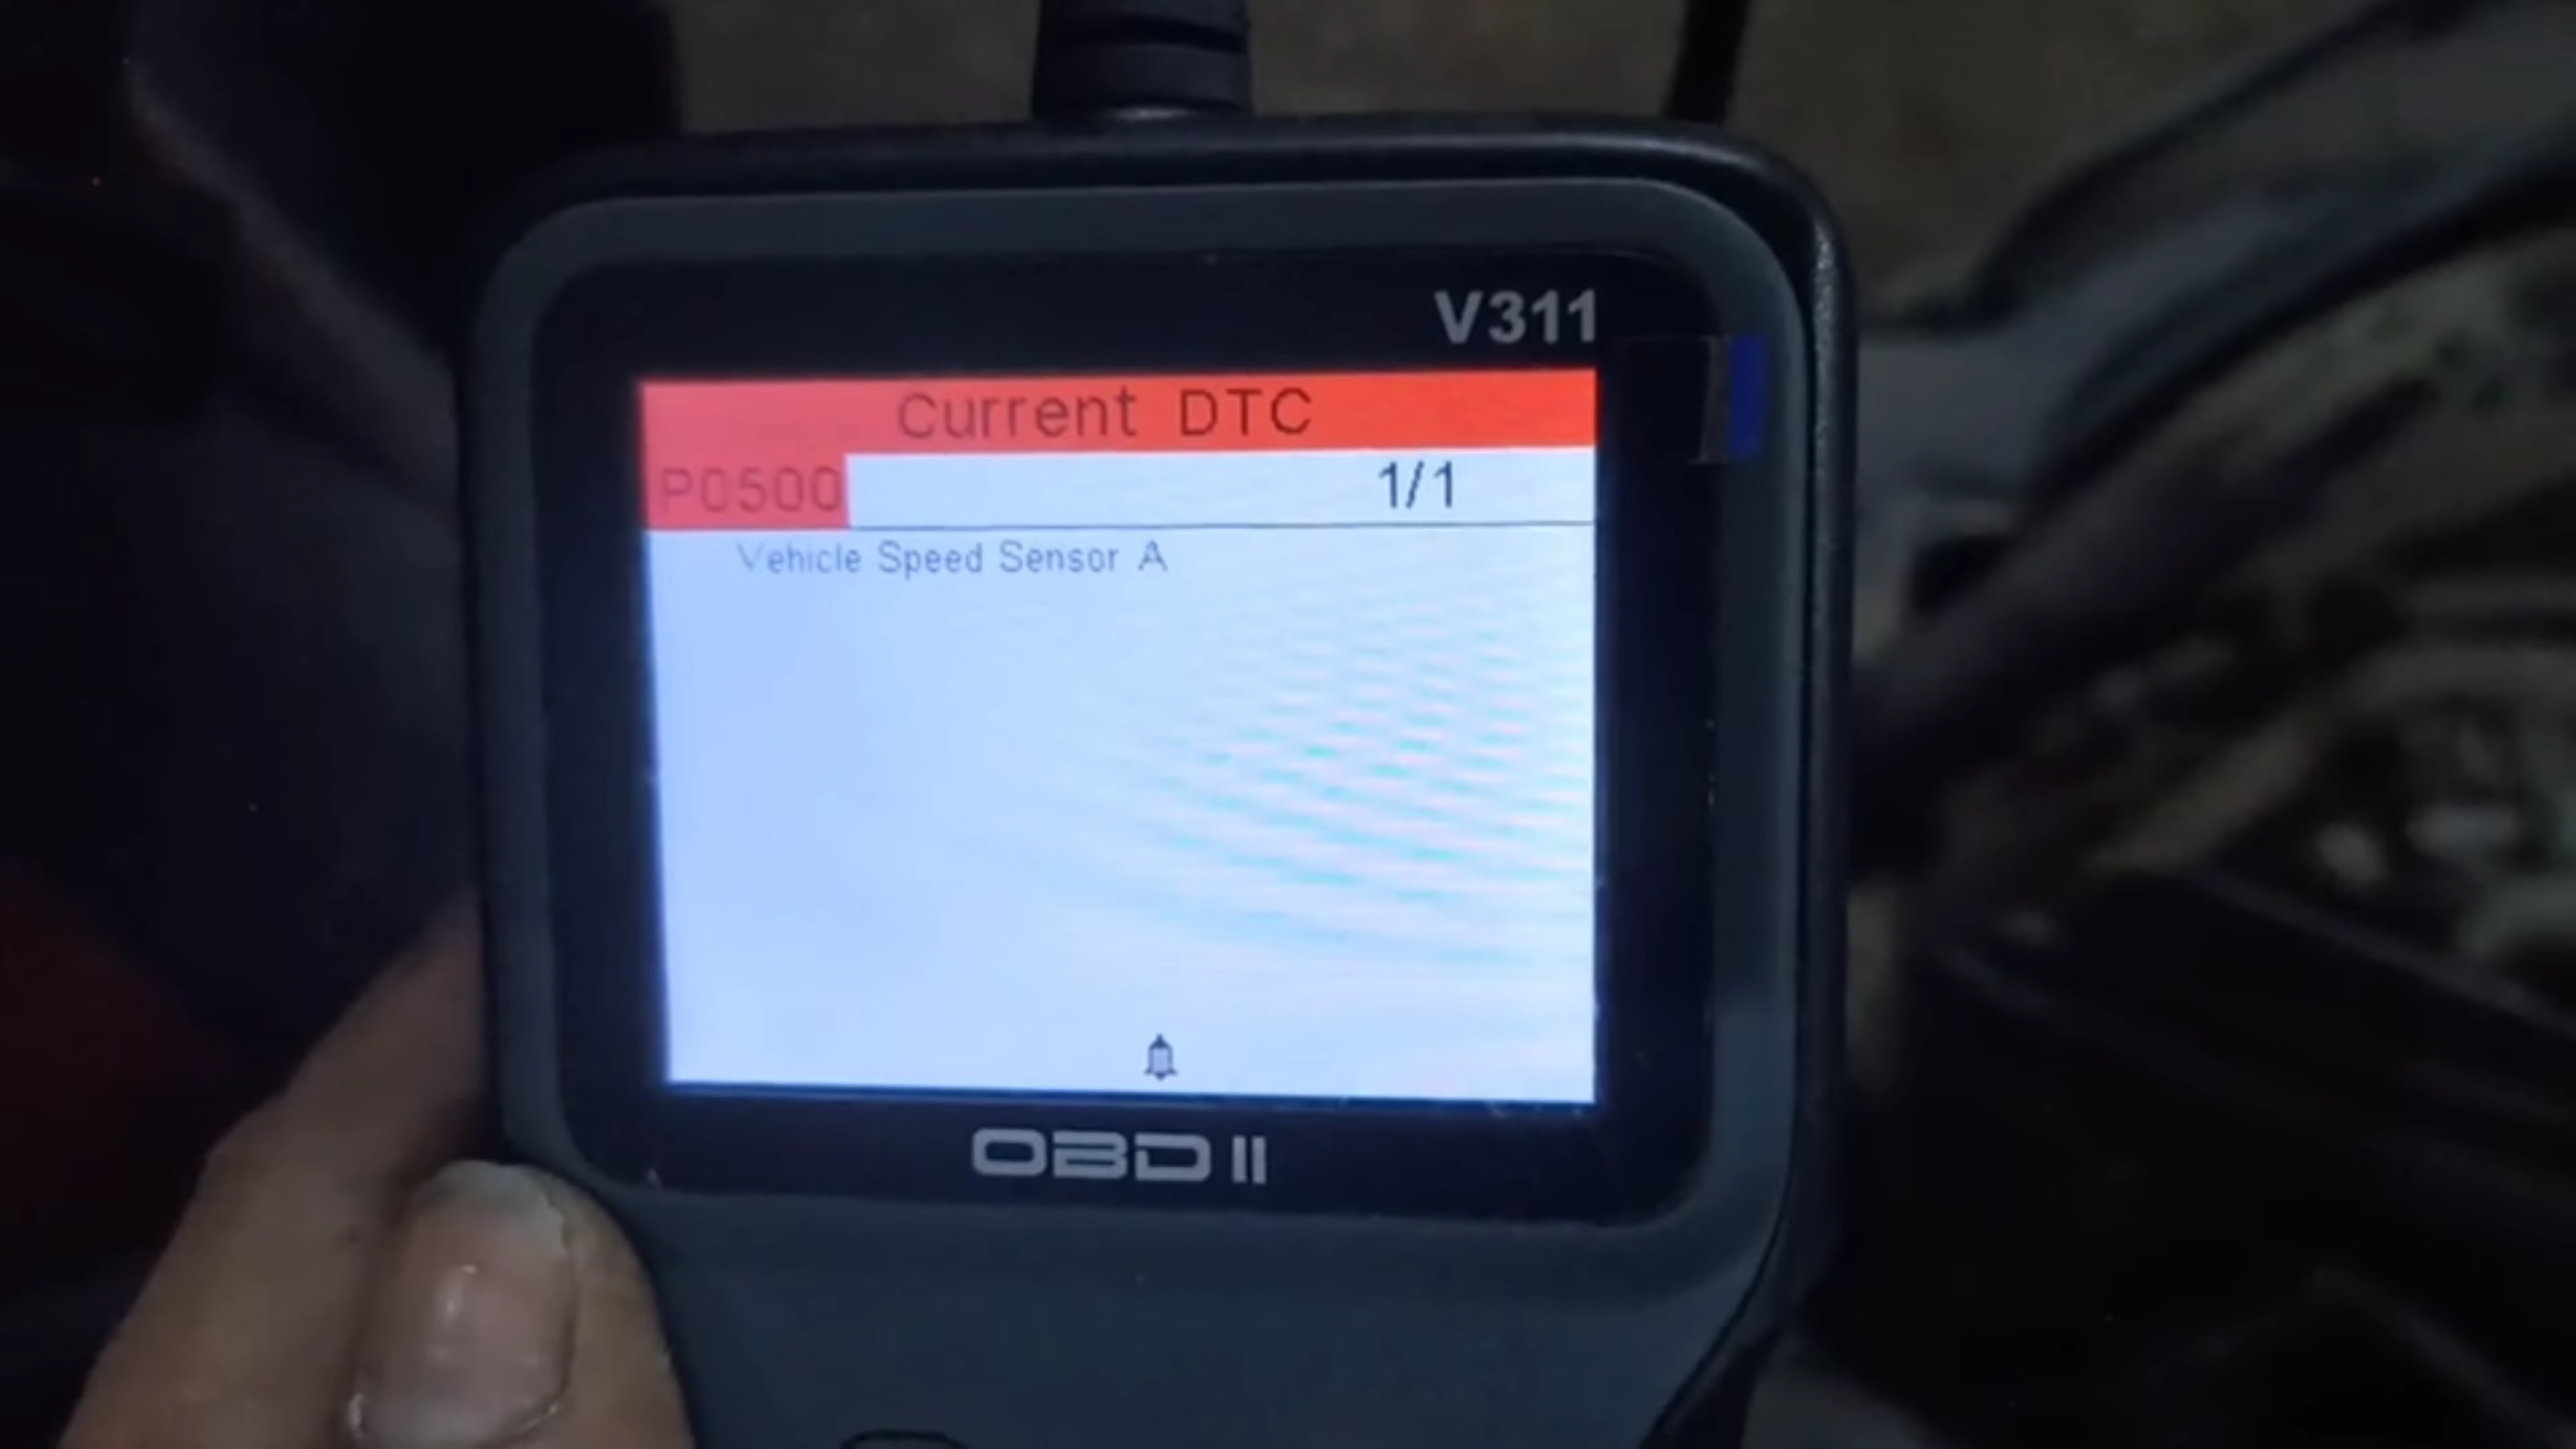 V311
Current DTC
P0500 1/1
Vehicle Speed Sensor A
OBD II